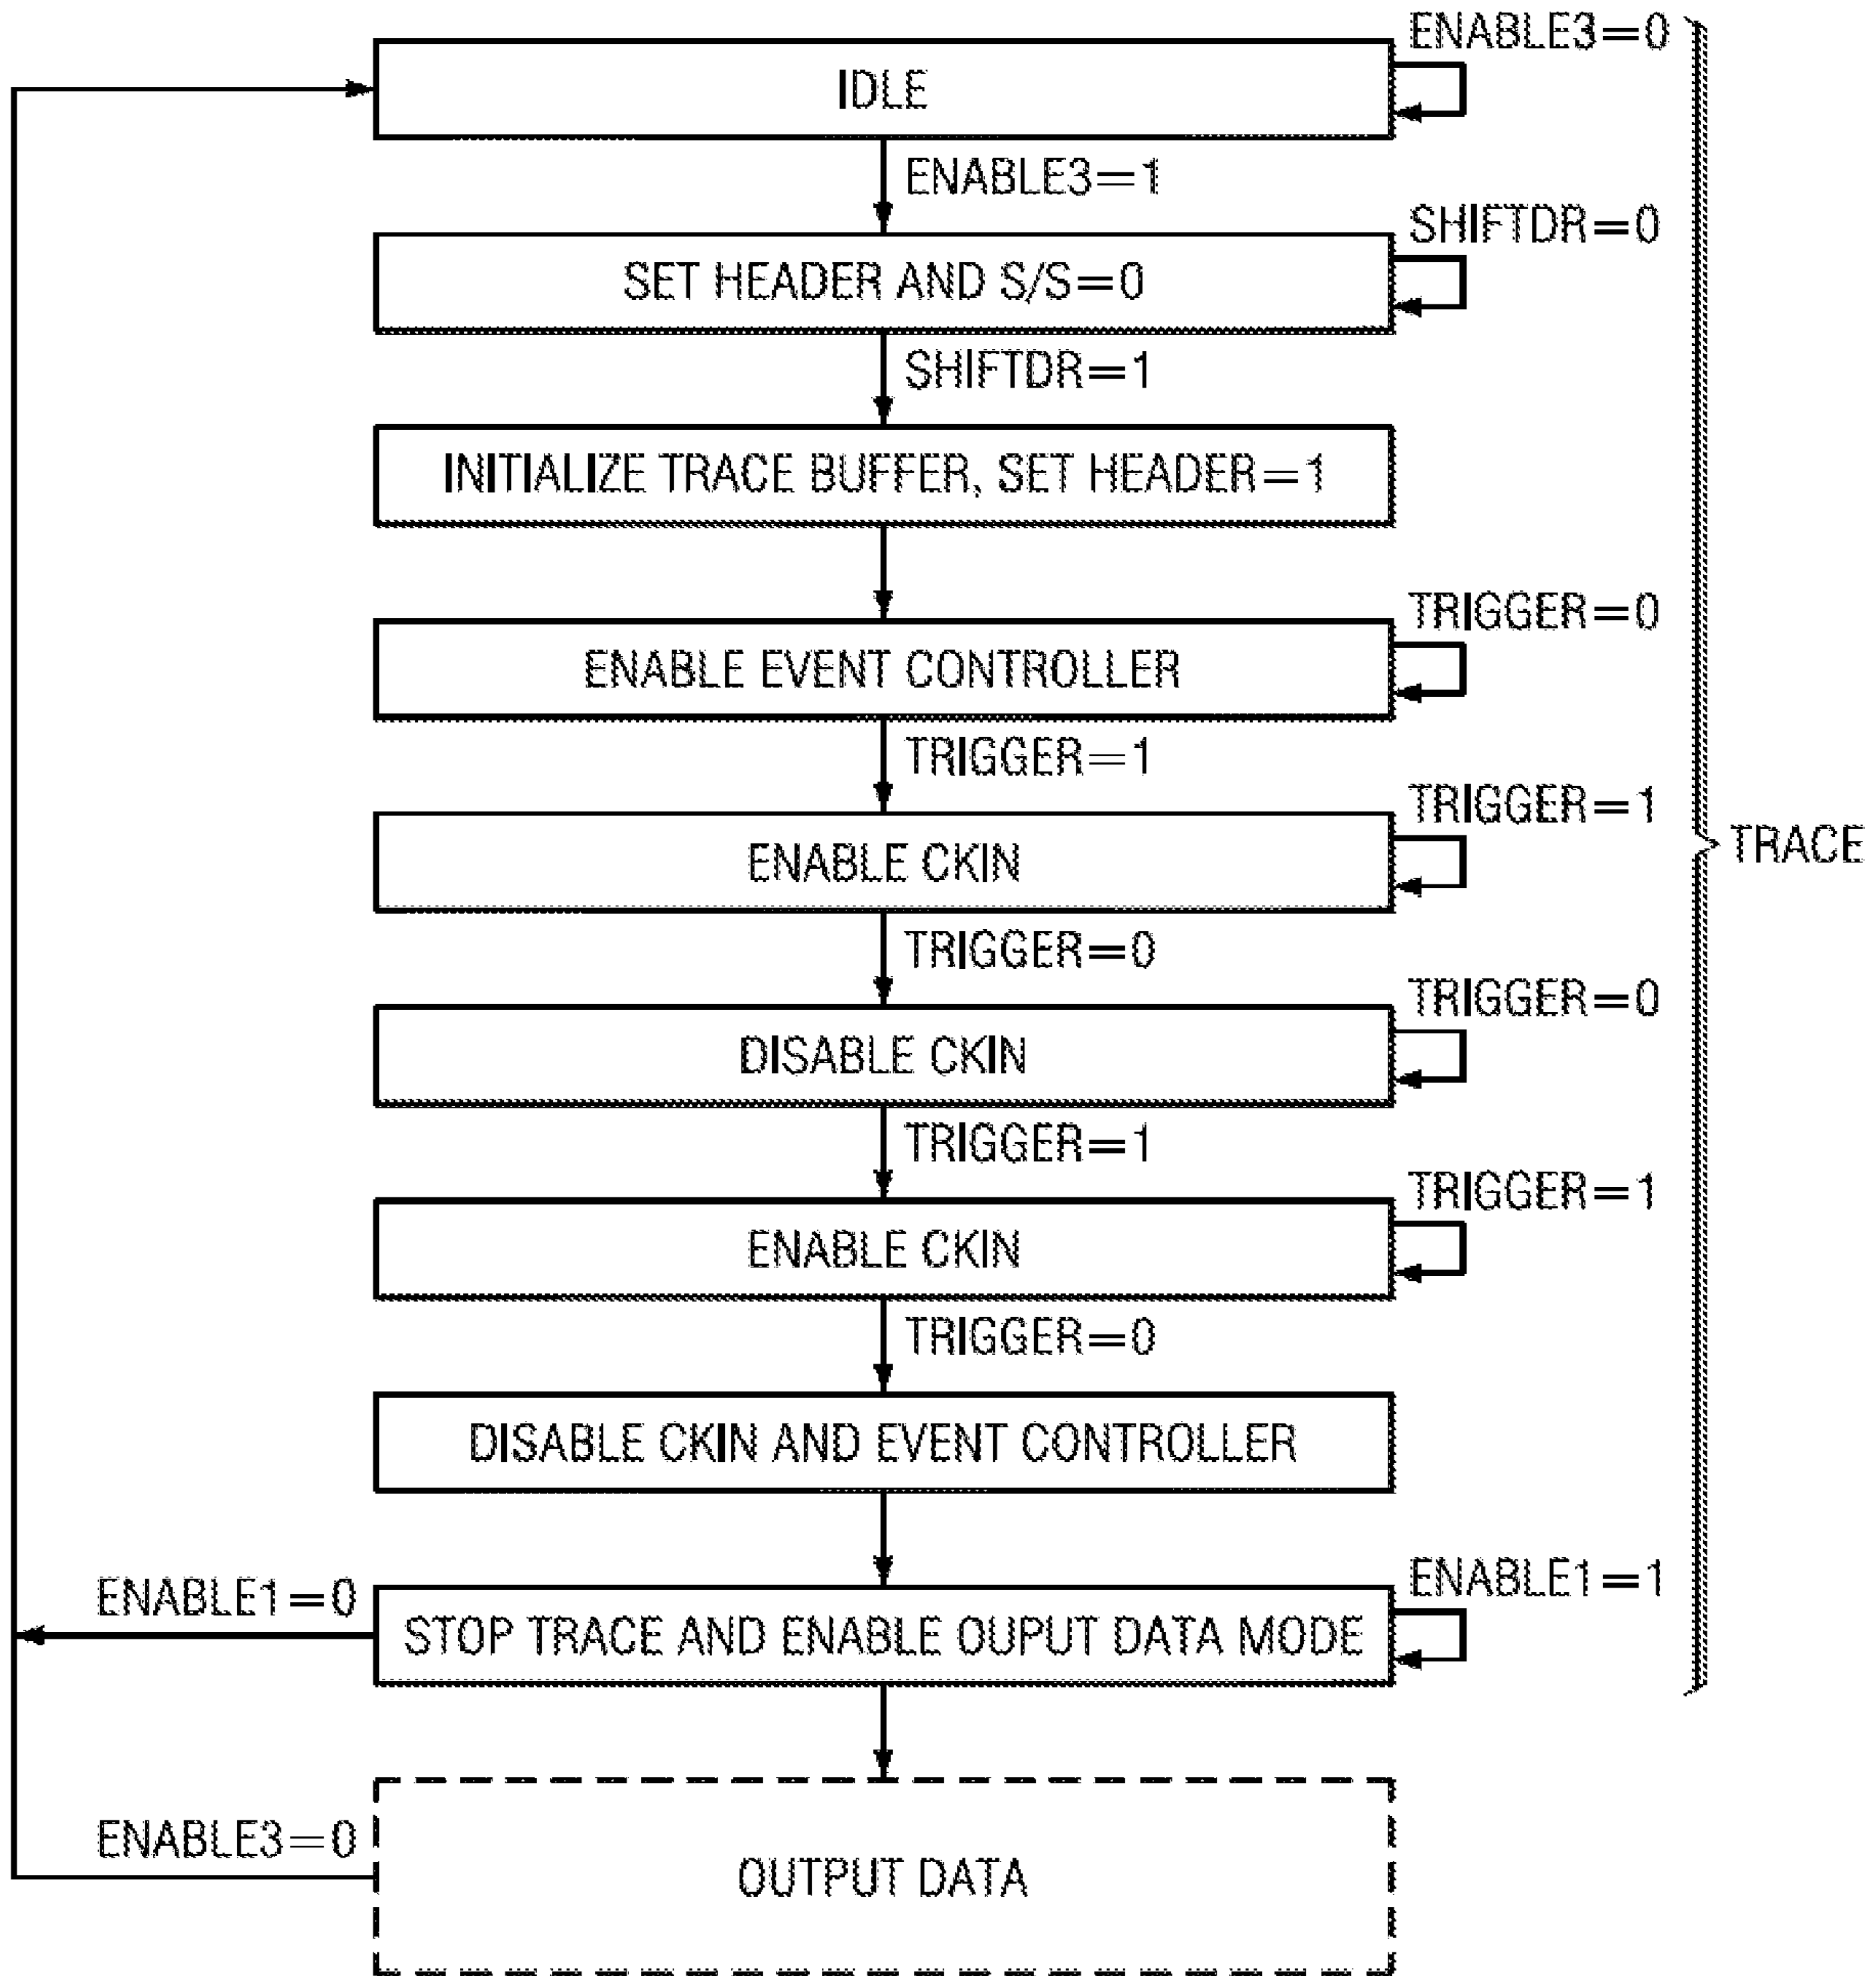 ENABLE3=0
IDLE
ENABLE3=1
SHIFTDR=0
SET HEADER AND S/S=0
SHIFTDR=1
INITIALIZE TRACE BUFFER, SET HEADER=1
TRIGGER=0
ENABLE EVENT CONTROLLER
TRIGGER=1
TRIGGER=1
ENABLE CKIN
TRACE
TRIGGER=0
TRIGGER=0
DISABLE CKIN
TRIGGER=1
TRIGGER=1
ENABLE CKIN
TRIGGER=0
DISABLE CKIN AND EVENT CONTROLLER
ENABLE1=0
ENABLE1=1
STOP TRACE AND ENABLE OUPUT DATA MODE
ENABLE3=0
OUTPUT DATA